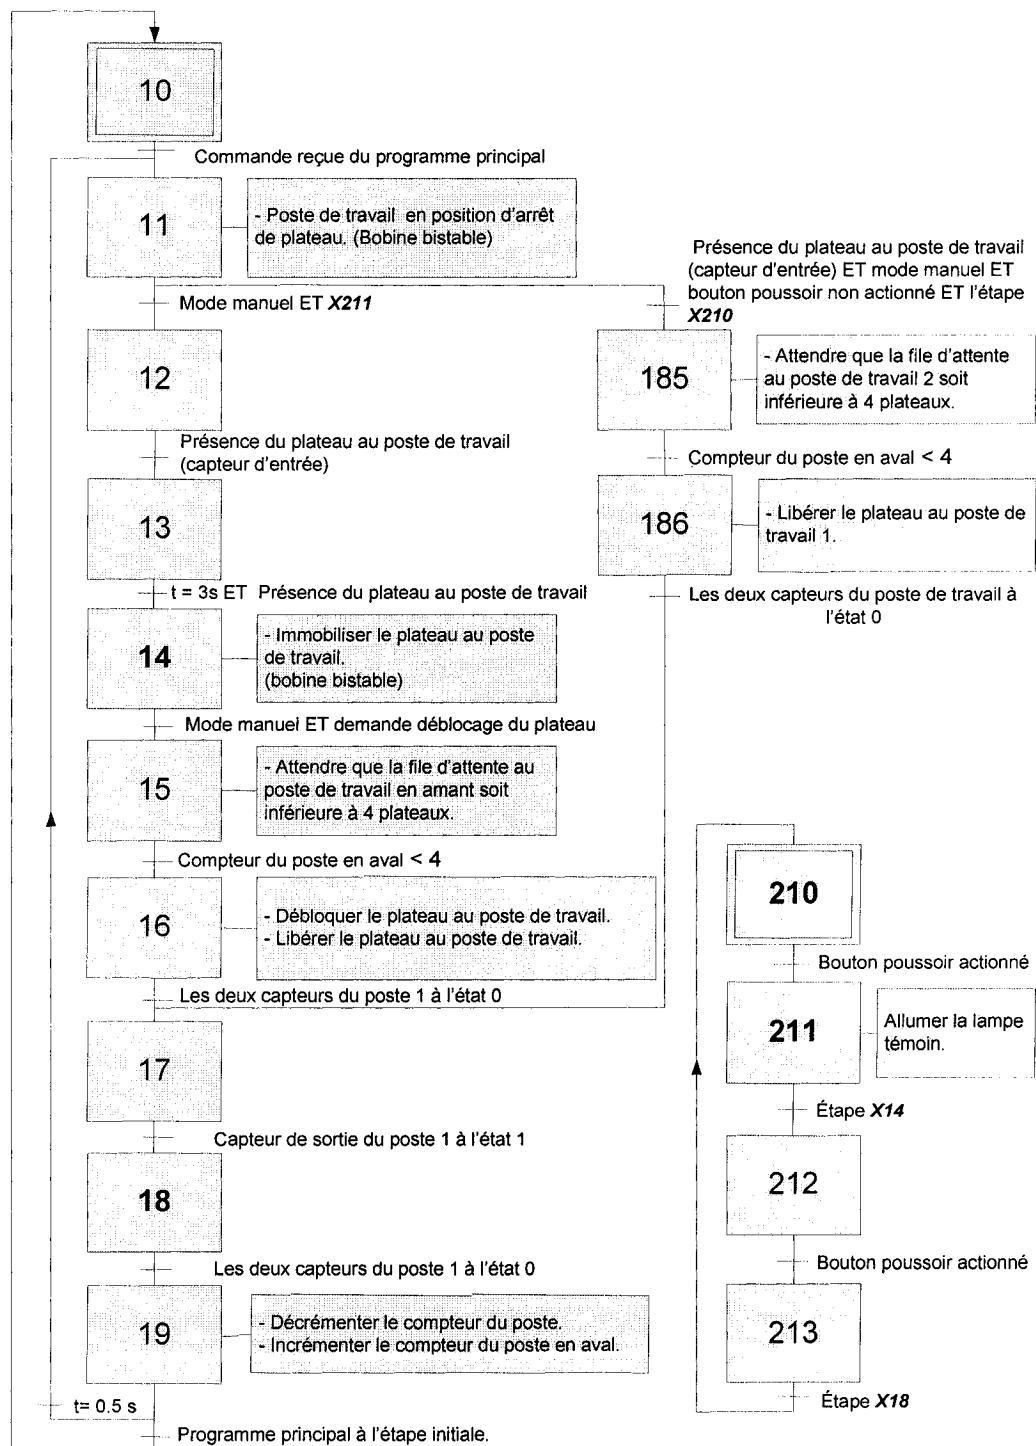 10
Commande reçue du programme principal
11
- Poste de travail en position d'arrêt
de plateau. (Bobine bistable)
Mode manuel ET X211
Présence du plateau au poste de travail
(capteur d'entrée) ET mode manuel ET
bouton poussoir non actionné ET l'étape
X210
12
185
- Attendre que la file d'attente
au poste de travail 2 soit
inférieure à 4 plateaux.
Présence du plateau au poste de travail
(capteur d'entrée)
Compteur du poste en aval < 4
13
186
- Libérer le plateau au poste de
travail 1.
t = 3s ET Présence du plateau au poste de travail
Les deux capteurs du poste de travail à
l'état 0
14
- Immobiliser le plateau au poste
de travail.
(bobine bistable)
Mode manuel ET demande déblocage du plateau
15
- Attendre que la file d'attente au
poste de travail en amant soit
inférieure à 4 plateaux.
Compteur du poste en aval < 4
16
- Débloquer le plateau au poste de travail.
- Libérer le plateau au poste de travail.
Les deux capteurs du poste 1 à l'état 0
17
Capteur de sortie du poste 1 à l'état 1
18
Les deux capteurs du poste 1 à l'état 0
19
- Décrémenter le compteur du poste.
- Incrémenter le compteur du poste en aval.
t= 0.5 s
Programme principal à l'étape initiale.
210
Bouton poussoir actionné
211
Allumer la lampe
témoin.
Étape X14
212
Bouton poussoir actionné
213
Étape X18